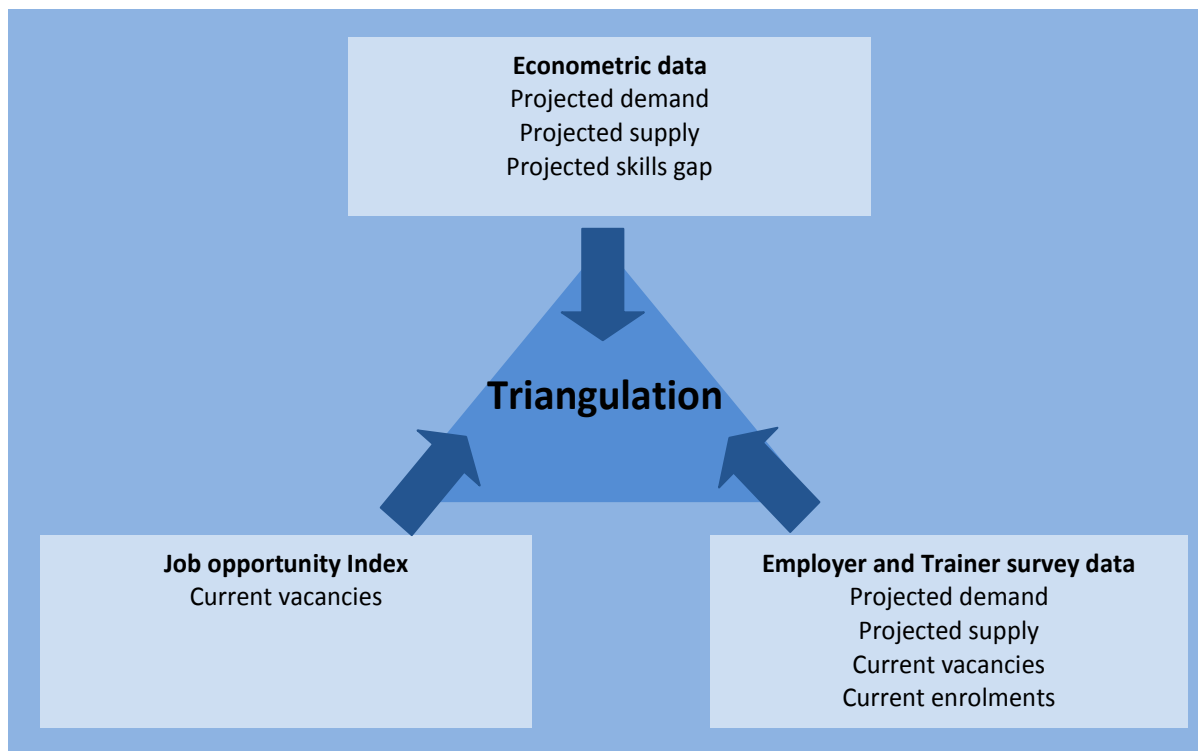 Econometric data
Projected demand
Projected supply
Projected skills gap
Triangulation
Job opportunity Index
Current vacancies
Employer and Trainer survey data
Projected demand
Projected supply
Current vacancies
Current enrolments